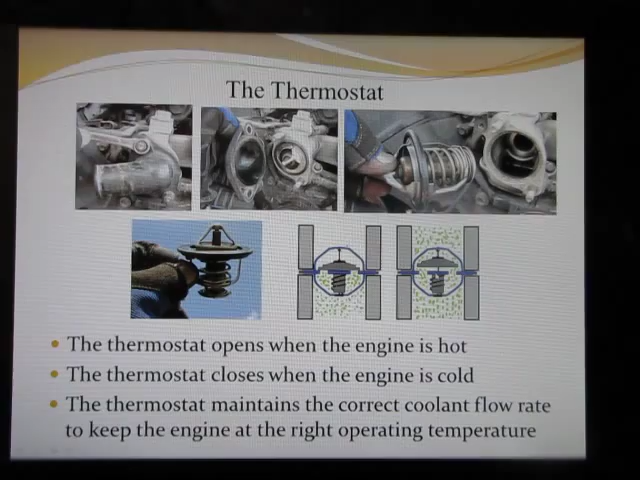 The Thermostat
The thermostat opens when the engine is hot
The thermostat closes when the engine is cold
The thermostat maintains the correct coolant flow rate
to keep the engine at the right operating temperature